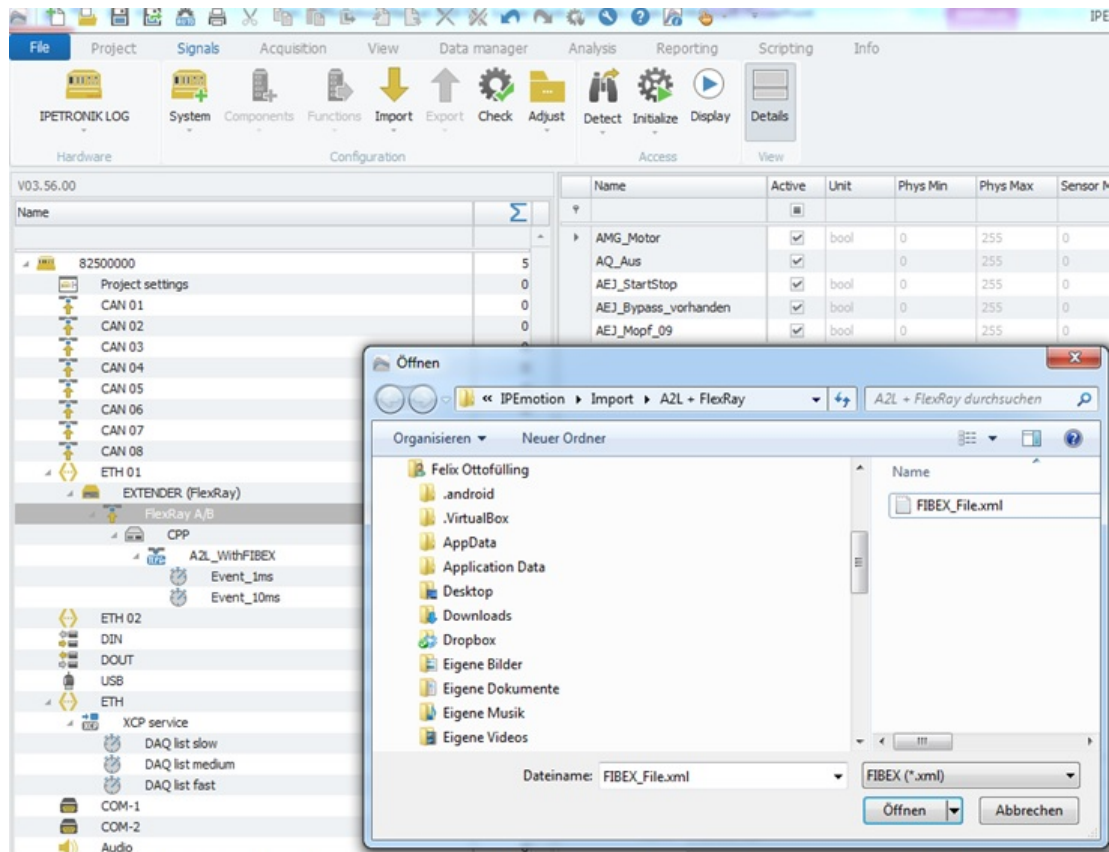 IPE
File Project Signals Acquisition View Data manager Analysis Reporting Scripting Info
IPETRONIK LOG System Components Functions Import Export Check Adjust Detect Initialize Display Details
Hardware Configuration Access View
V03.56.00
Name Σ
Name Active Unit Phys Min Phys Max Sensor M
AMG_Motor bool 0 255 0
AQ_Aus 0 255 0
AEJ_StartStop bool 0 255 0
AEJ_Bypass_vorhanden bool 0 255 0
AEJ_Mopf_09 bool 0 255 0
82500000 5
Project settings 0
CAN 01 0
CAN 02 0
CAN 03
CAN 04
CAN 05
CAN 06
CAN 07
CAN 08
ETH 01
EXTENDER (FlexRay)
FlexRay A/B
CPP
A2L_WithFIBEX
Event_1ms
Event_10ms
ETH 02
DIN
DOUT
USB
ETH
XCP service
DAQ list slow
DAQ list medium
DAQ list fast
COM-1
COM-2
Audio
Öffnen
« IPEmotion Import A2L + FlexRay
A2L + FlexRay durchsuchen
Organisieren Neuer Ordner
Felix Ottofülling
.android
.VirtualBox
AppData
Application Data
Desktop
Downloads
Dropbox
Eigene Bilder
Eigene Dokumente
Eigene Musik
Eigene Videos
Name
FIBEX_File.xml
Dateiname: FIBEX_File.xml FIBEX (*.xml)
Öffnen Abbrechen